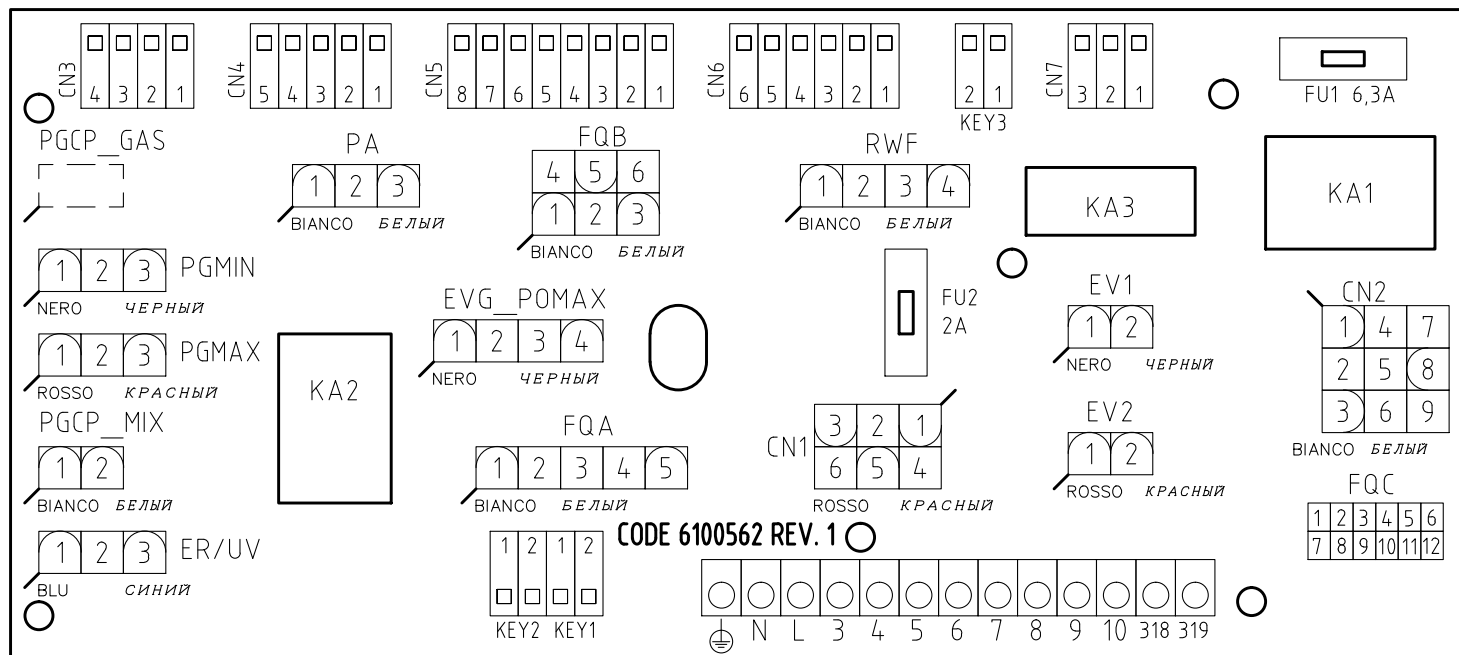 CN3 4 3 2 1
CN4 5 4 3 2 1
CN5 8 7 6 5 4 3 2 1
CN6 6 5 4 3 2 1
2 1
KEY3
CN7 3 2 1
FU1 6,3A
PGCP_GAS
PA
1 2 3
BIANCO БЕЛЫЙ
FQB
4 5 6
1 2 3
BIANCO БЕЛЫЙ
RWF
1 2 3 4
BIANCO БЕЛЫЙ
KA3
KA1
1 2 3 PGMIN
NERO ЧЕРНЫЙ
EVG_POMAX
1 2 3 4
NERO ЧЕРНЫЙ
FU2
2A
EV1
1 2
NERO ЧЕРНЫЙ
CN2
1 4 7
2 5 8
3 6 9
BIANCO БЕЛЫЙ
1 2 3 PGMAX
ROSSO КРАСНЫЙ
KA2
PGCP_MIX
1 2
BIANCO БЕЛЫЙ
FQA
1 2 3 4 5
BIANCO БЕЛЫЙ
CN1
3 2 1
6 5 4
ROSSO КРАСНЫЙ
EV2
1 2
ROSSO КРАСНЫЙ
FQC
1 2 3 4 5 6
7 8 9 10 11 12
1 2 3 ER/UV
BLU СИНИЙ
1 2 1 2
KEY2 KEY1
CODE 6100562 REV. 1
N L 3 4 5 6 7 8 9 10 318 319